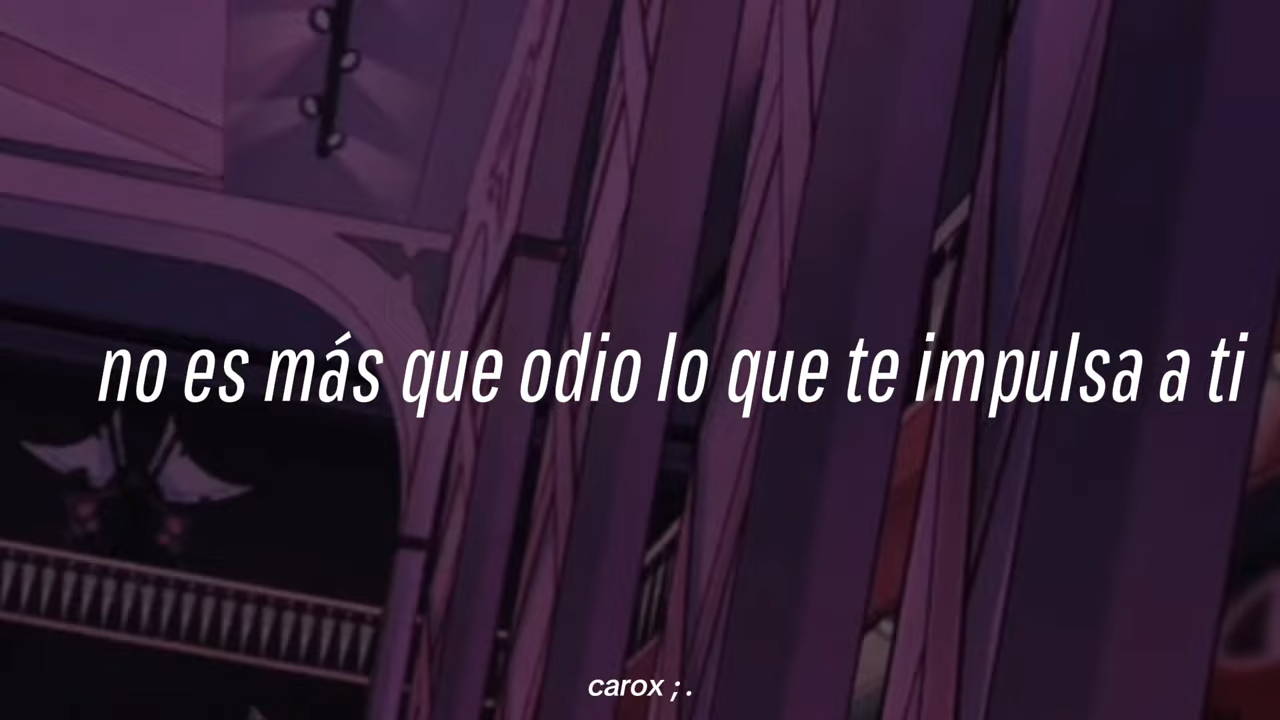 no es más que odio lo que te impulsa a ti
carox ; .